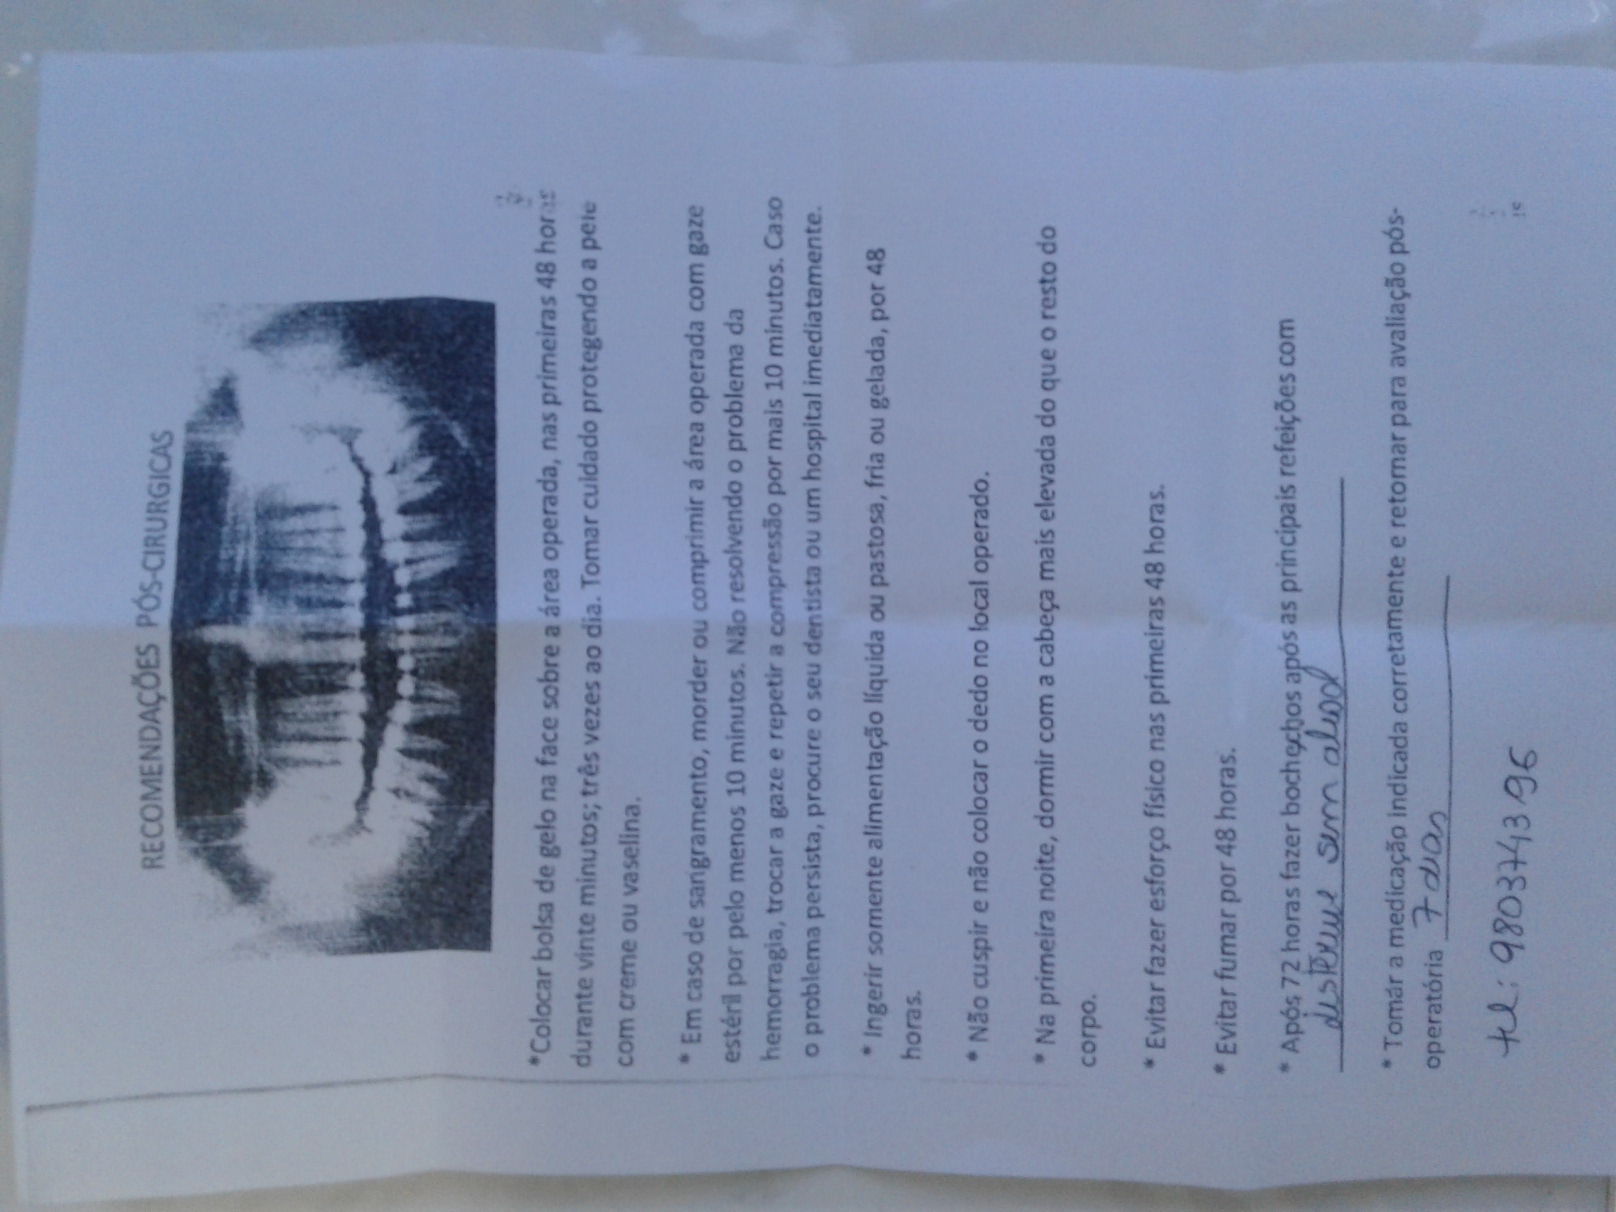 RECOMENDAÇÕES PÓS-CIRURGICAS
*Colocar bolsa de gelo na face sobre a área operada, nas primeiras 48 horas
durante vinte minutos; três vezes ao dia. Tomar cuidado protegendo a pele
com creme ou vaselina.
* Em caso de sangramento, morder ou comprimir a área operada com gaze
estéril por pelo menos 10 minutos. Não resolvendo o problema da
hemorragia, trocar a gaze e repetir a compressão por mais 10 minutos. Caso
o problema persista, procure o seu dentista ou um hospital imediatamente.
* Ingerir somente alimentação líquida ou pastosa, fria ou gelada, por 48
horas.
* Não cuspir e não colocar o dedo no local operado.
* Na primeira noite, dormir com a cabeça mais elevada do que o resto do
corpo.
* Evitar fazer esforço físico nas primeiras 48 horas.
* Evitar fumar por 48 horas.
* Após 72 horas fazer bochechos após as principais refeições com
sem alcool
* Tomar a medicação indicada corretamente e retornar para avaliação pós-
operatória 7 dias
tel: 980374396